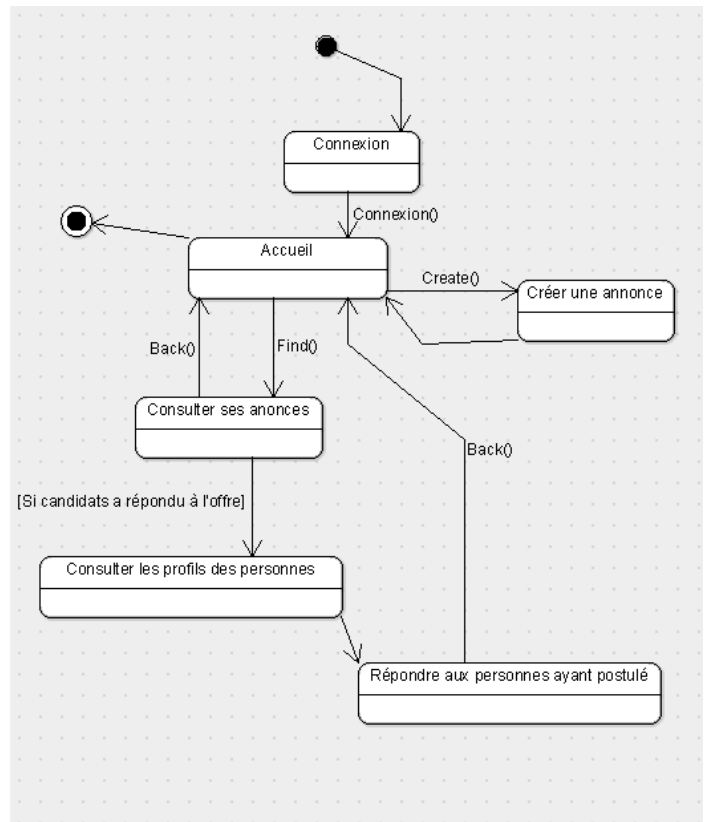 Connexion
Connexion()
Accueil
Create()
Créer une annonce
Back()
Find()
Consulter ses anonces
Back()
[Si candidats a répondu à l'offre]
Consulter les profils des personnes
Répondre aux personnes ayant postulé